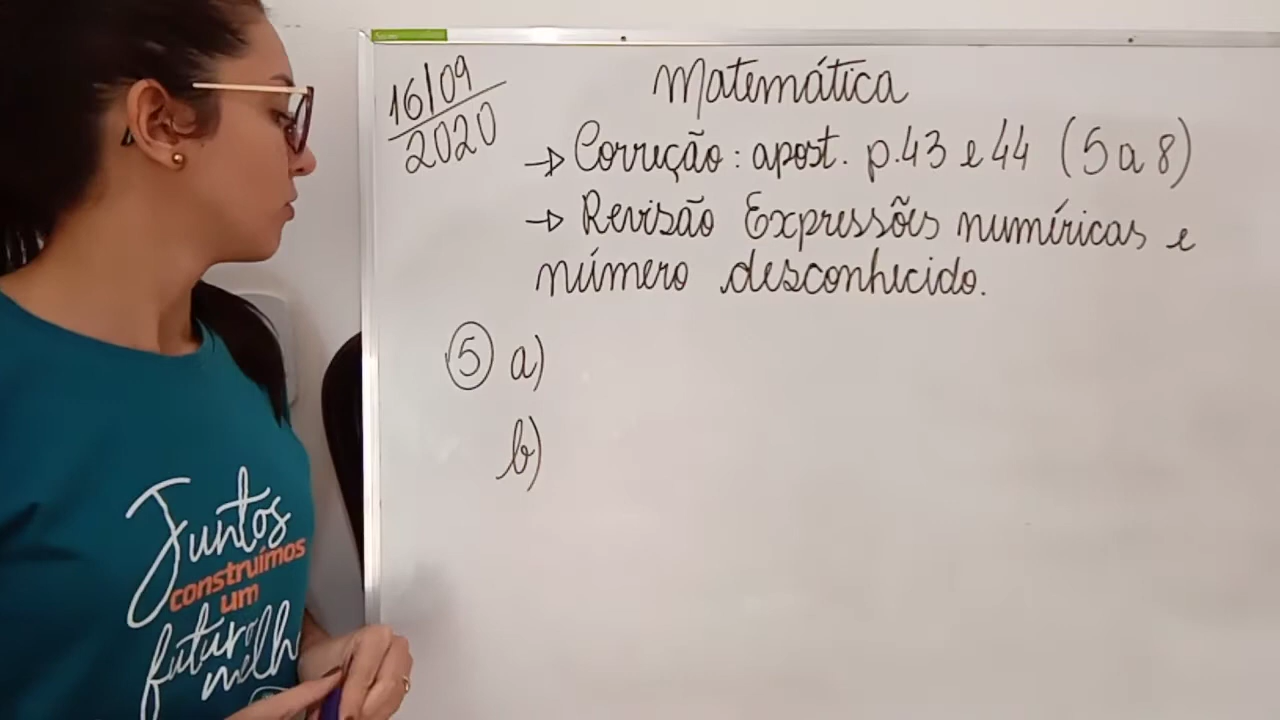 16/09
2020
Matemática
→ Correção: apost. p.43 e 44 (5 a 8)
→ Revisão Expressões numéricas e
número desconhecido.
5 a)
b)
Juntos
construímos
um
futuro
melh